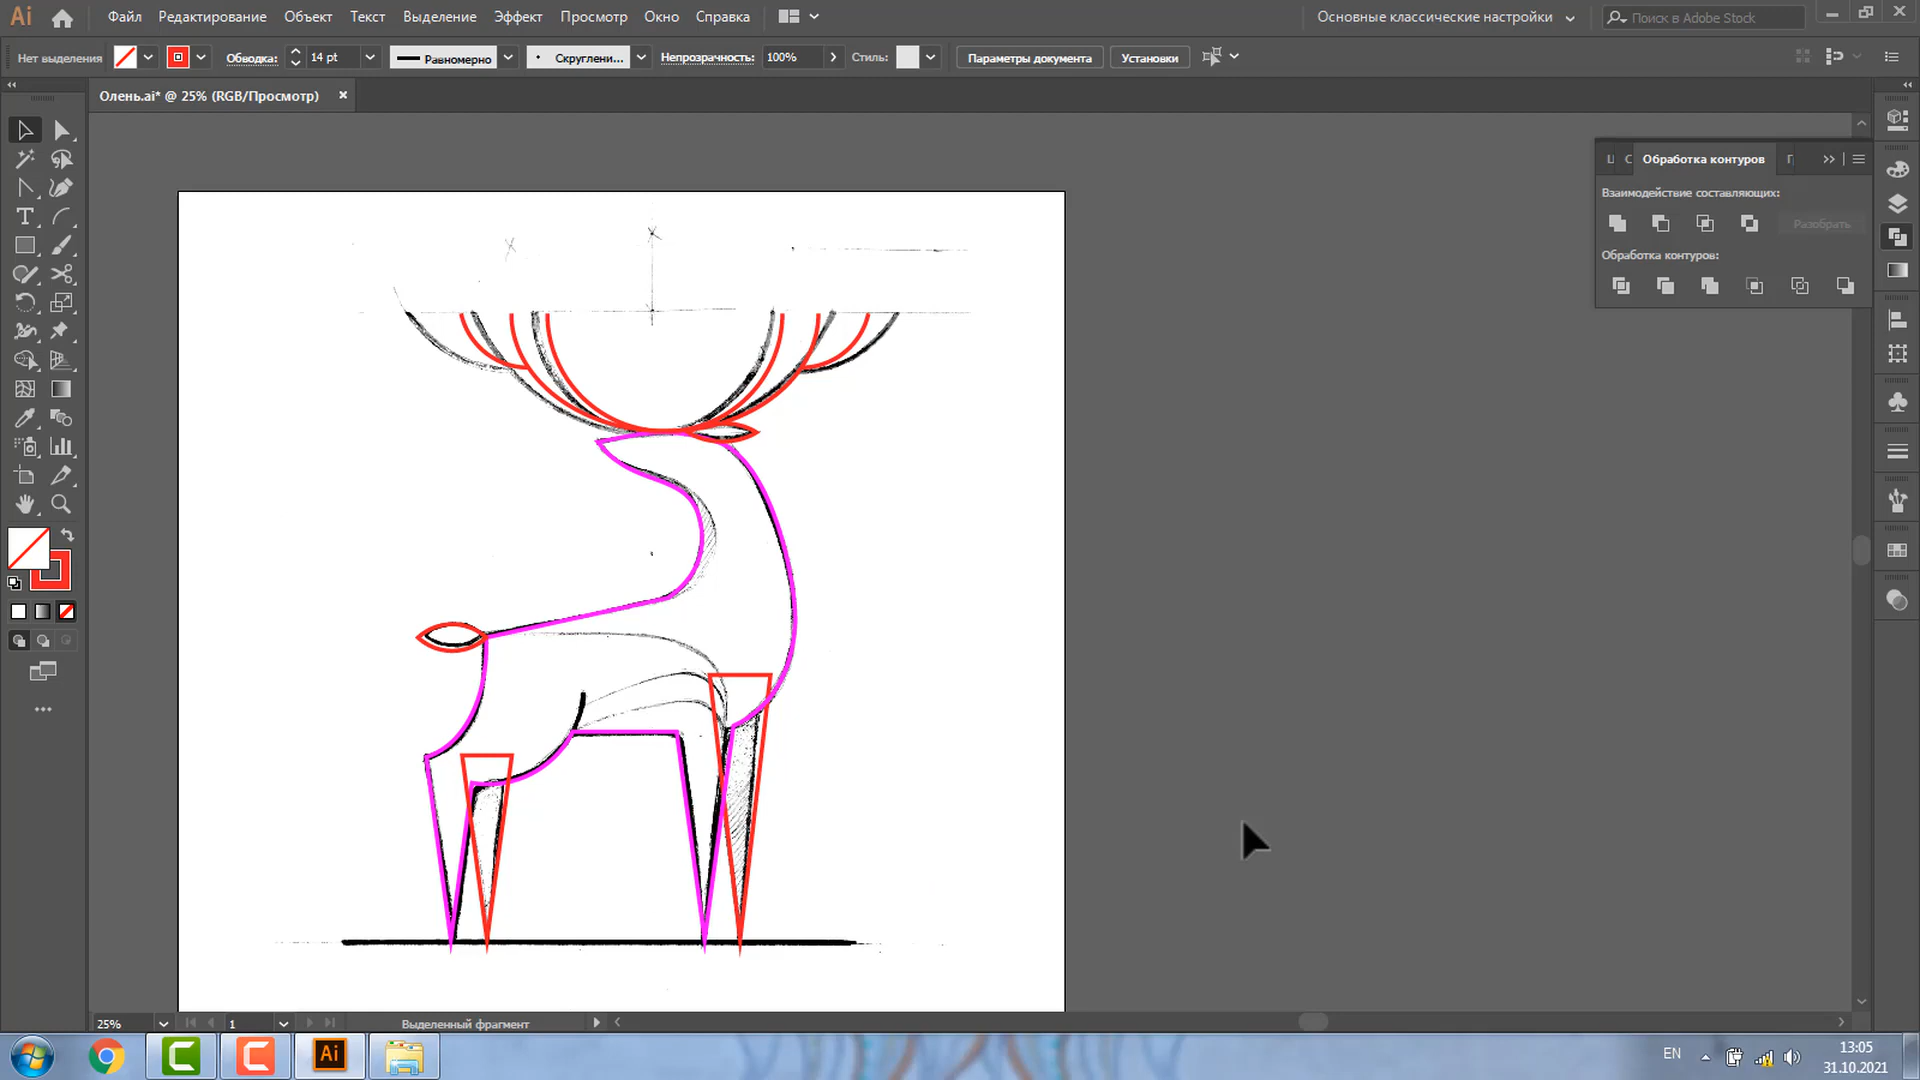 Ai Файл Редактирование Объект Текст Выделение Эффект Просмотр Окно Справка Основные классические настройки Поиск в Adobe Stock
Нет выделения Обводка: 14 pt Равномерно Скруглени... Непрозрачность: 100% Стиль: Параметры документа Установки
Олень.ai* @ 25% (RGB/Просмотр)
Обработка контуров
Взаимодействие составляющих:
Разобрать
Обработка контуров:
25% 1 Выделенный фрагмент
Ai EN 13:05
31.10.2021